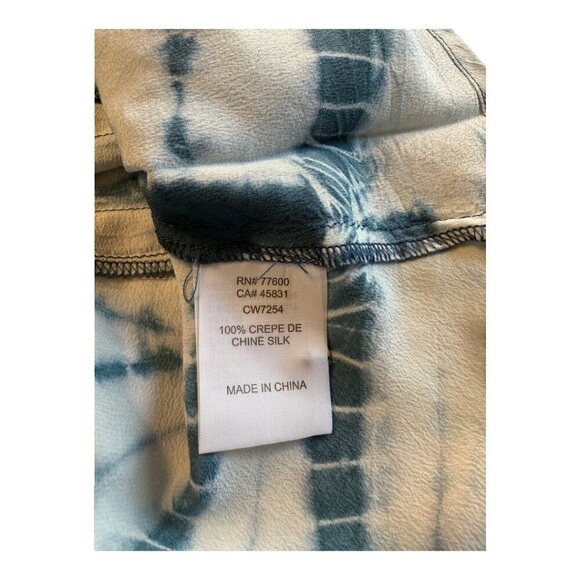 RN# 77600
CA# 45831
CW7254
100% CREPE DE
CHINE SILK
MADE IN CHINA